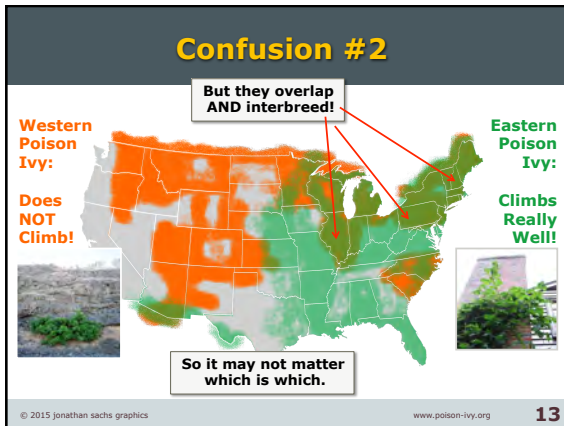 Confusion #2
But they overlap
AND interbreed!
Western
Poison
Ivy:
Does
NOT
Climb!
Eastern
Poison
Ivy:
Climbs
Really
Well!
So it may not matter
which is which.
© 2015 jonathan sachs graphics
www.poison-ivy.org
13